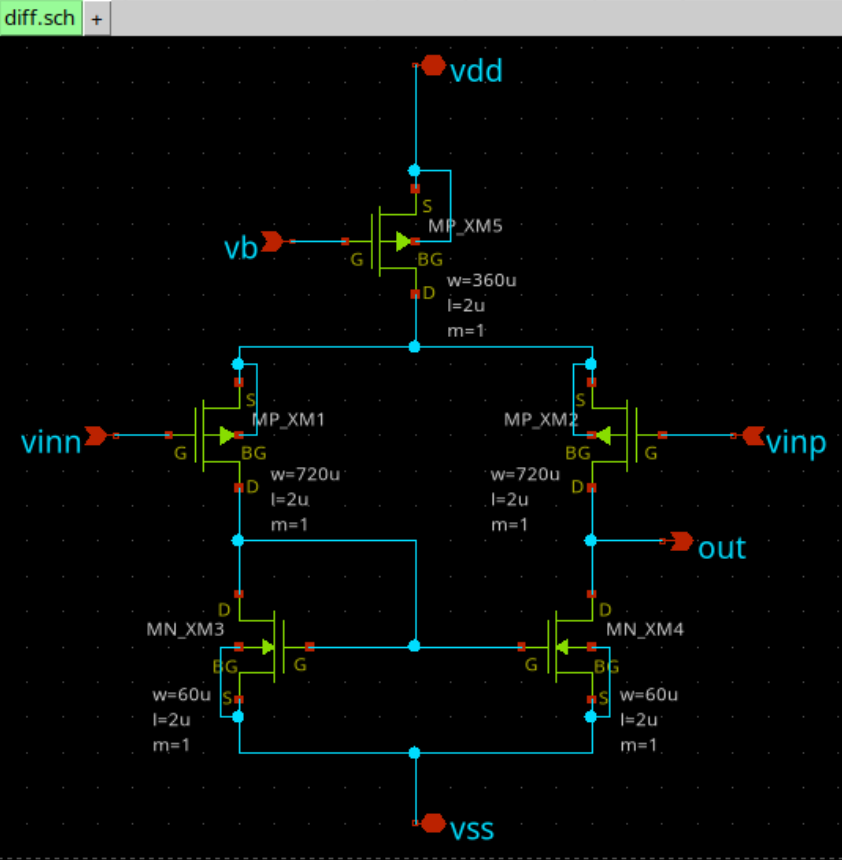 diff.sch +
vdd
S
MP_XM5
vb
G
BG
w=360u
D
l=2u
m=1
S
S
MP_XM1
MP_XM2
vinn
vinp
G
BG
BG
G
w=720u
l=2u
m=1
D
w=720u
l=2u
m=1
D
out
D
D
MN_XM3
MN_XM4
BG
G
G
BG
w=60u
l=2u
m=1
S
S
w=60u
l=2u
m=1
vss